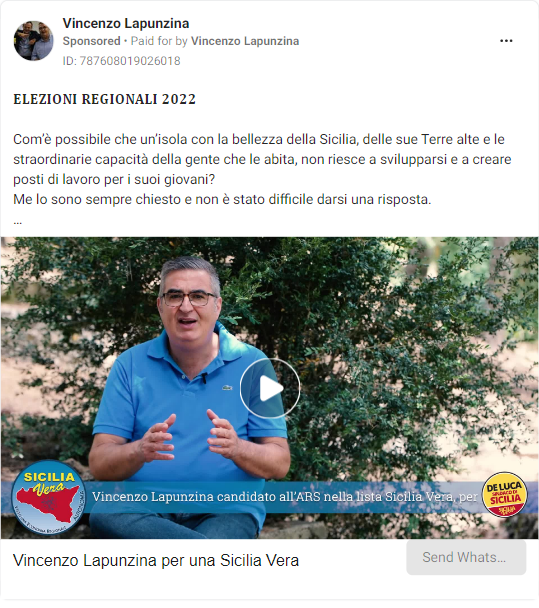 Vincenzo Lapunzina
Sponsored • Paid for by Vincenzo Lapunzina
ID: 787608019026018
ELEZIONI REGIONALI 2022
Com'è possibile che un'isola con la bellezza della Sicilia, delle sue Terre alte e le
straordinarie capacità della gente che le abita, non riesce a svilupparsi e a creare
posti di lavoro per i suoi giovani?
Me lo sono sempre chiesto e non è stato difficile darsi una risposta.
...
SICILIA
Vera
Vincenzo Lapunzina candidato all'ARS nella lista Sicilia Vera, per
DE LUCA
SINDACO DI
SICILIA
Vincenzo Lapunzina per una Sicilia Vera
Send Whats...